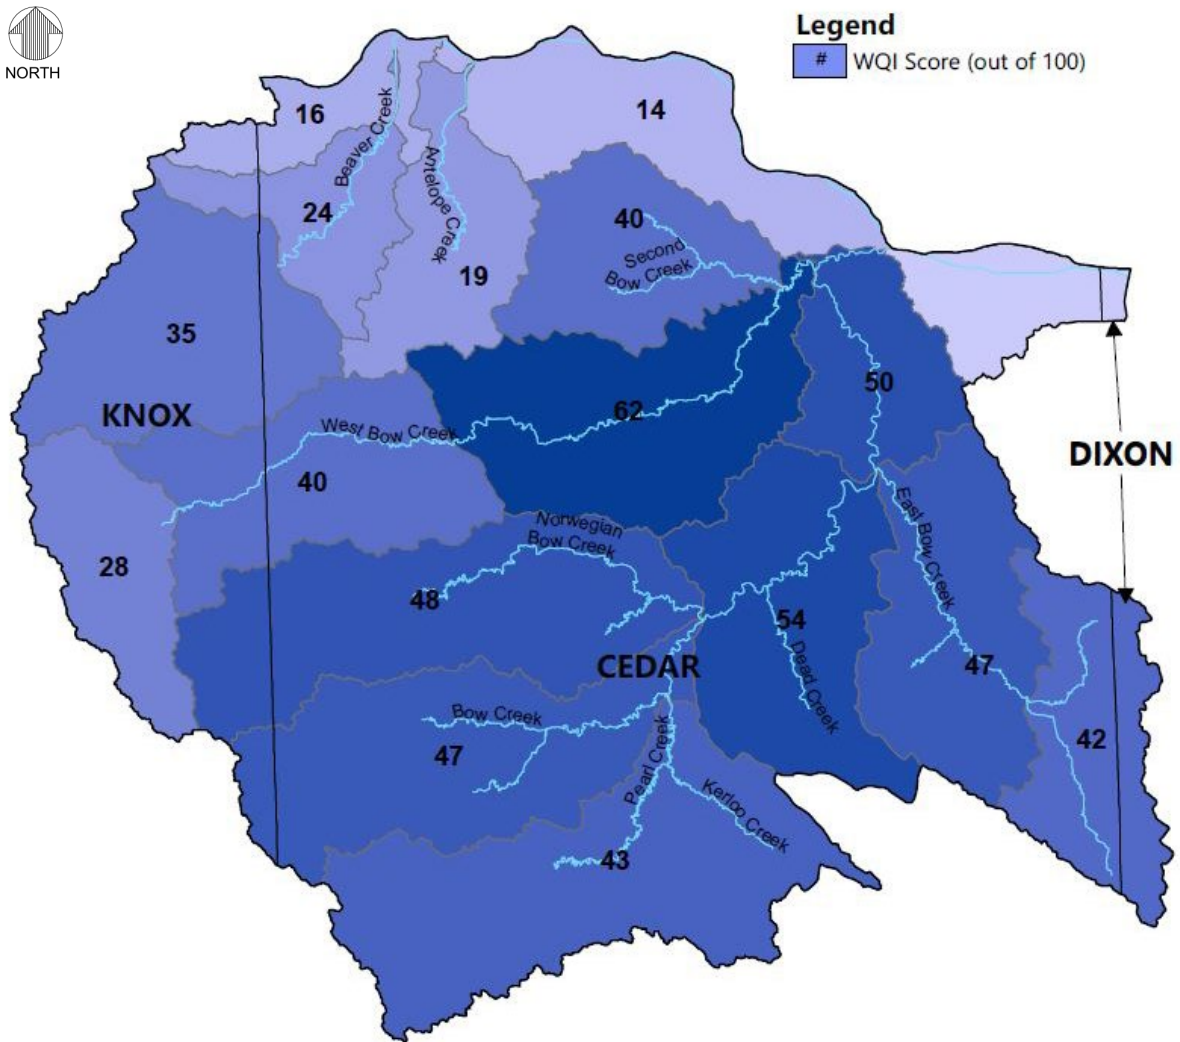 NORTH
Legend
# WQI Score (out of 100)
16
14
Beaver Creek
Antelope Creek
24
40
Second
Bow Creek
19
35
50
62
KNOX
West Bow Creek
DIXON
40
Norwegian
Bow Creek
East Bow Creek
28
48
54
CEDAR
Dead Creek
47
Bow Creek
42
47
Pearl Creek
Kerloo Creek
43